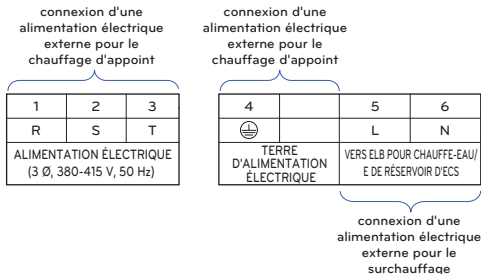 connexion d'une
alimentation électrique
externe pour le
chauffage d'appoint
connexion d'une
alimentation électrique
externe pour le
chauffage d'appoint
1 2 3
R S T
ALIMENTATION ÉLECTRIQUE
(3 Ø, 380-415 V, 50 Hz)
4 5 6
L N
TERRE
D'ALIMENTATION
ÉLECTRIQUE
VERS ELB POUR CHAUFFE-EAU/
E DE RÉSERVOIR D'ECS
connexion d'une
alimentation électrique
externe pour le
surchauffage